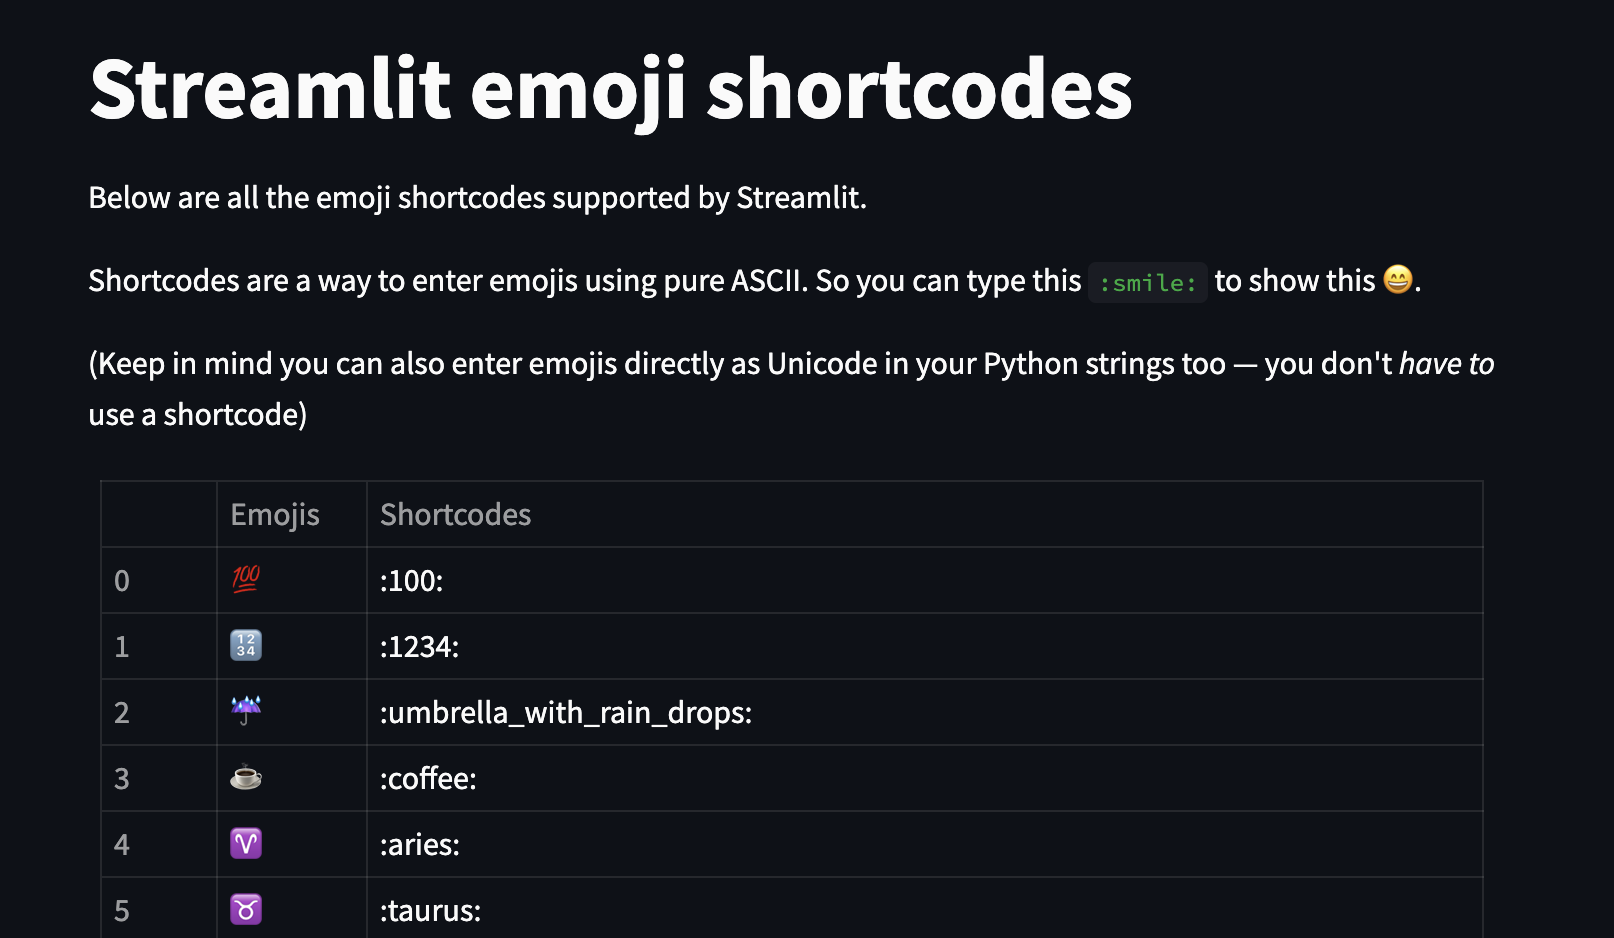 Streamlit emoji shortcodes
Below are all the emoji shortcodes supported by Streamlit.
Shortcodes are a way to enter emojis using pure ASCII. So you can type this :smile: to show this 😄.
(Keep in mind you can also enter emojis directly as Unicode in your Python strings too — you don't have to
use a shortcode)
Emojis Shortcodes
0 💯 :100:
1 🔢 :1234:
2 ☔ :umbrella_with_rain_drops:
3 ☕ :coffee:
4 ♈ :aries:
5 ♉ :taurus: